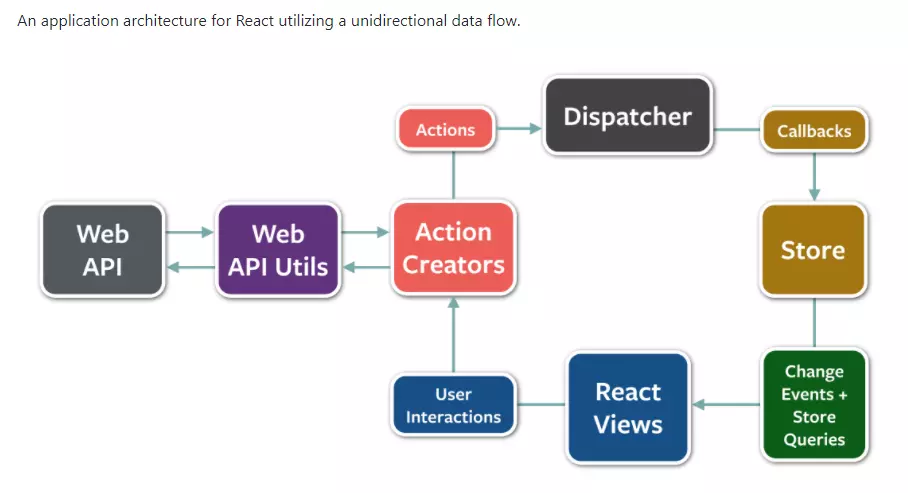 An application architecture for React utilizing a unidirectional data flow.
Actions
Dispatcher
Callbacks
Web
API
Web
API Utils
Action
Creators
Store
User
Interactions
React
Views
Change
Events +
Store
Queries